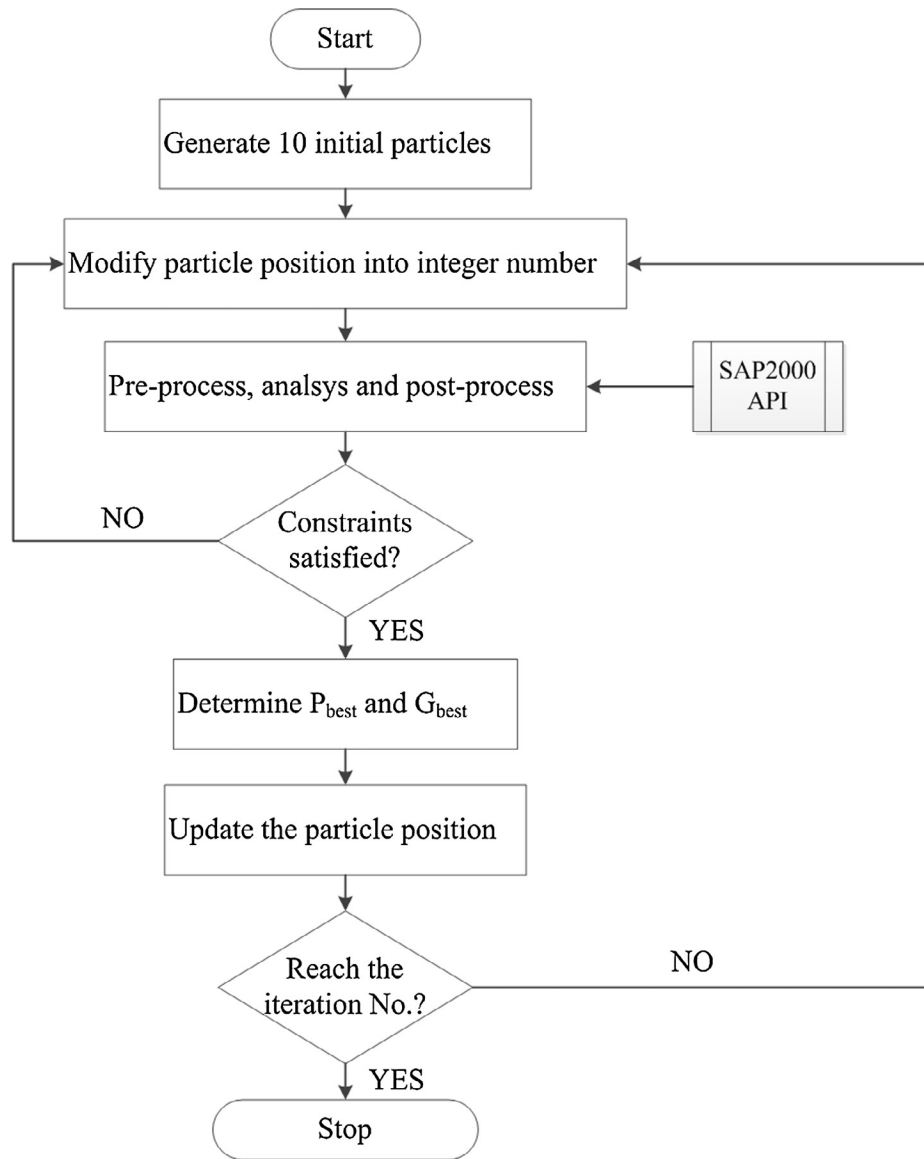 Start
Generate 10 initial particles
Modify particle position into integer number
Pre-process, analsys and post-process
SAP2000
API
Constraints
satisfied?
NO
YES
Determine Pbest and Gbest
Update the particle position
Reach the
iteration No.?
NO
YES
Stop